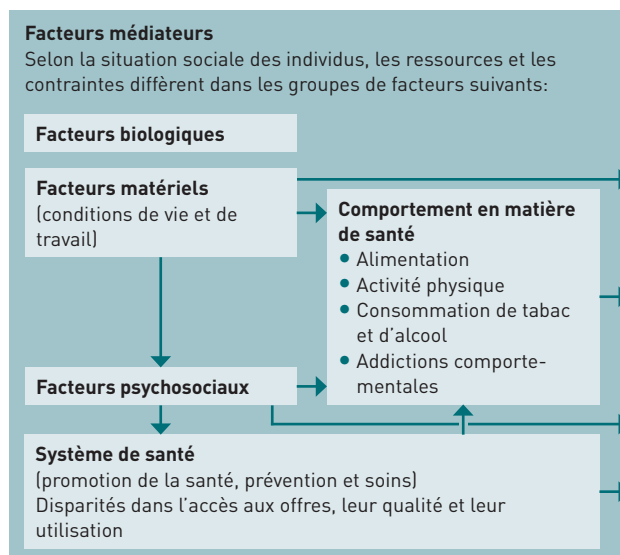 Facteurs médiateurs
Selon la situation sociale des individus, les ressources et les
contraintes diffèrent dans les groupes de facteurs suivants:
Facteurs biologiques
Facteurs matériels
(conditions de vie et de
travail)
Comportement en matière
de santé
• Alimentation
• Activité physique
• Consommation de tabac
et d'alcool
• Addictions comporte-
mentales
Facteurs psychosociaux
Système de santé
(promotion de la santé, prévention et soins)
Disparités dans l'accès aux offres, leur qualité et leur
utilisation